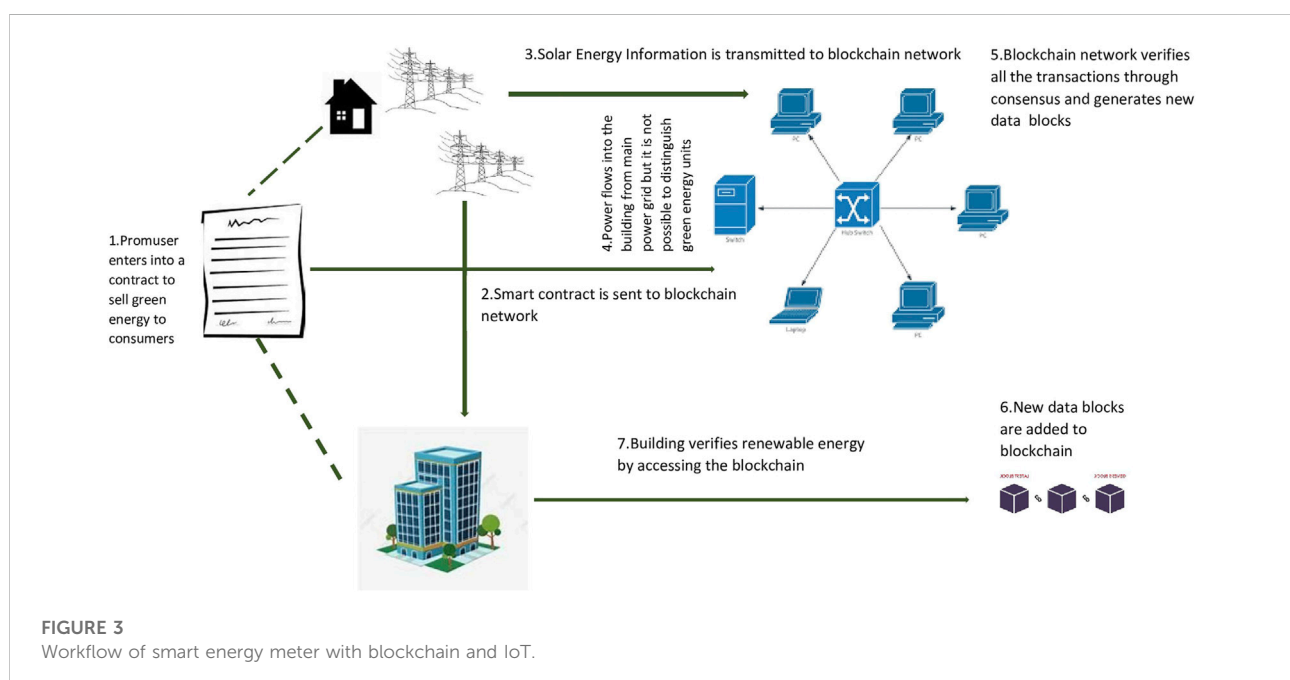 3.Solar Energy Information is transmitted to blockchain network
5.Blockchain network verifies
all the transactions through
consensus and generates new
data blocks
PC
PC
4.Power flows into the
building from main
power grid but it is not
possible to distinguish
green energy units
Switch
Hub Switch
PC
1.Promuser
enters into a
contract to
sell green
energy to
consumers
2.Smart contract is sent to blockchain
network
Laptop
PC
6.New data blocks
are added to
blockchain
7.Building verifies renewable energy
by accessing the blockchain
FIGURE 3
Workflow of smart energy meter with blockchain and IoT.